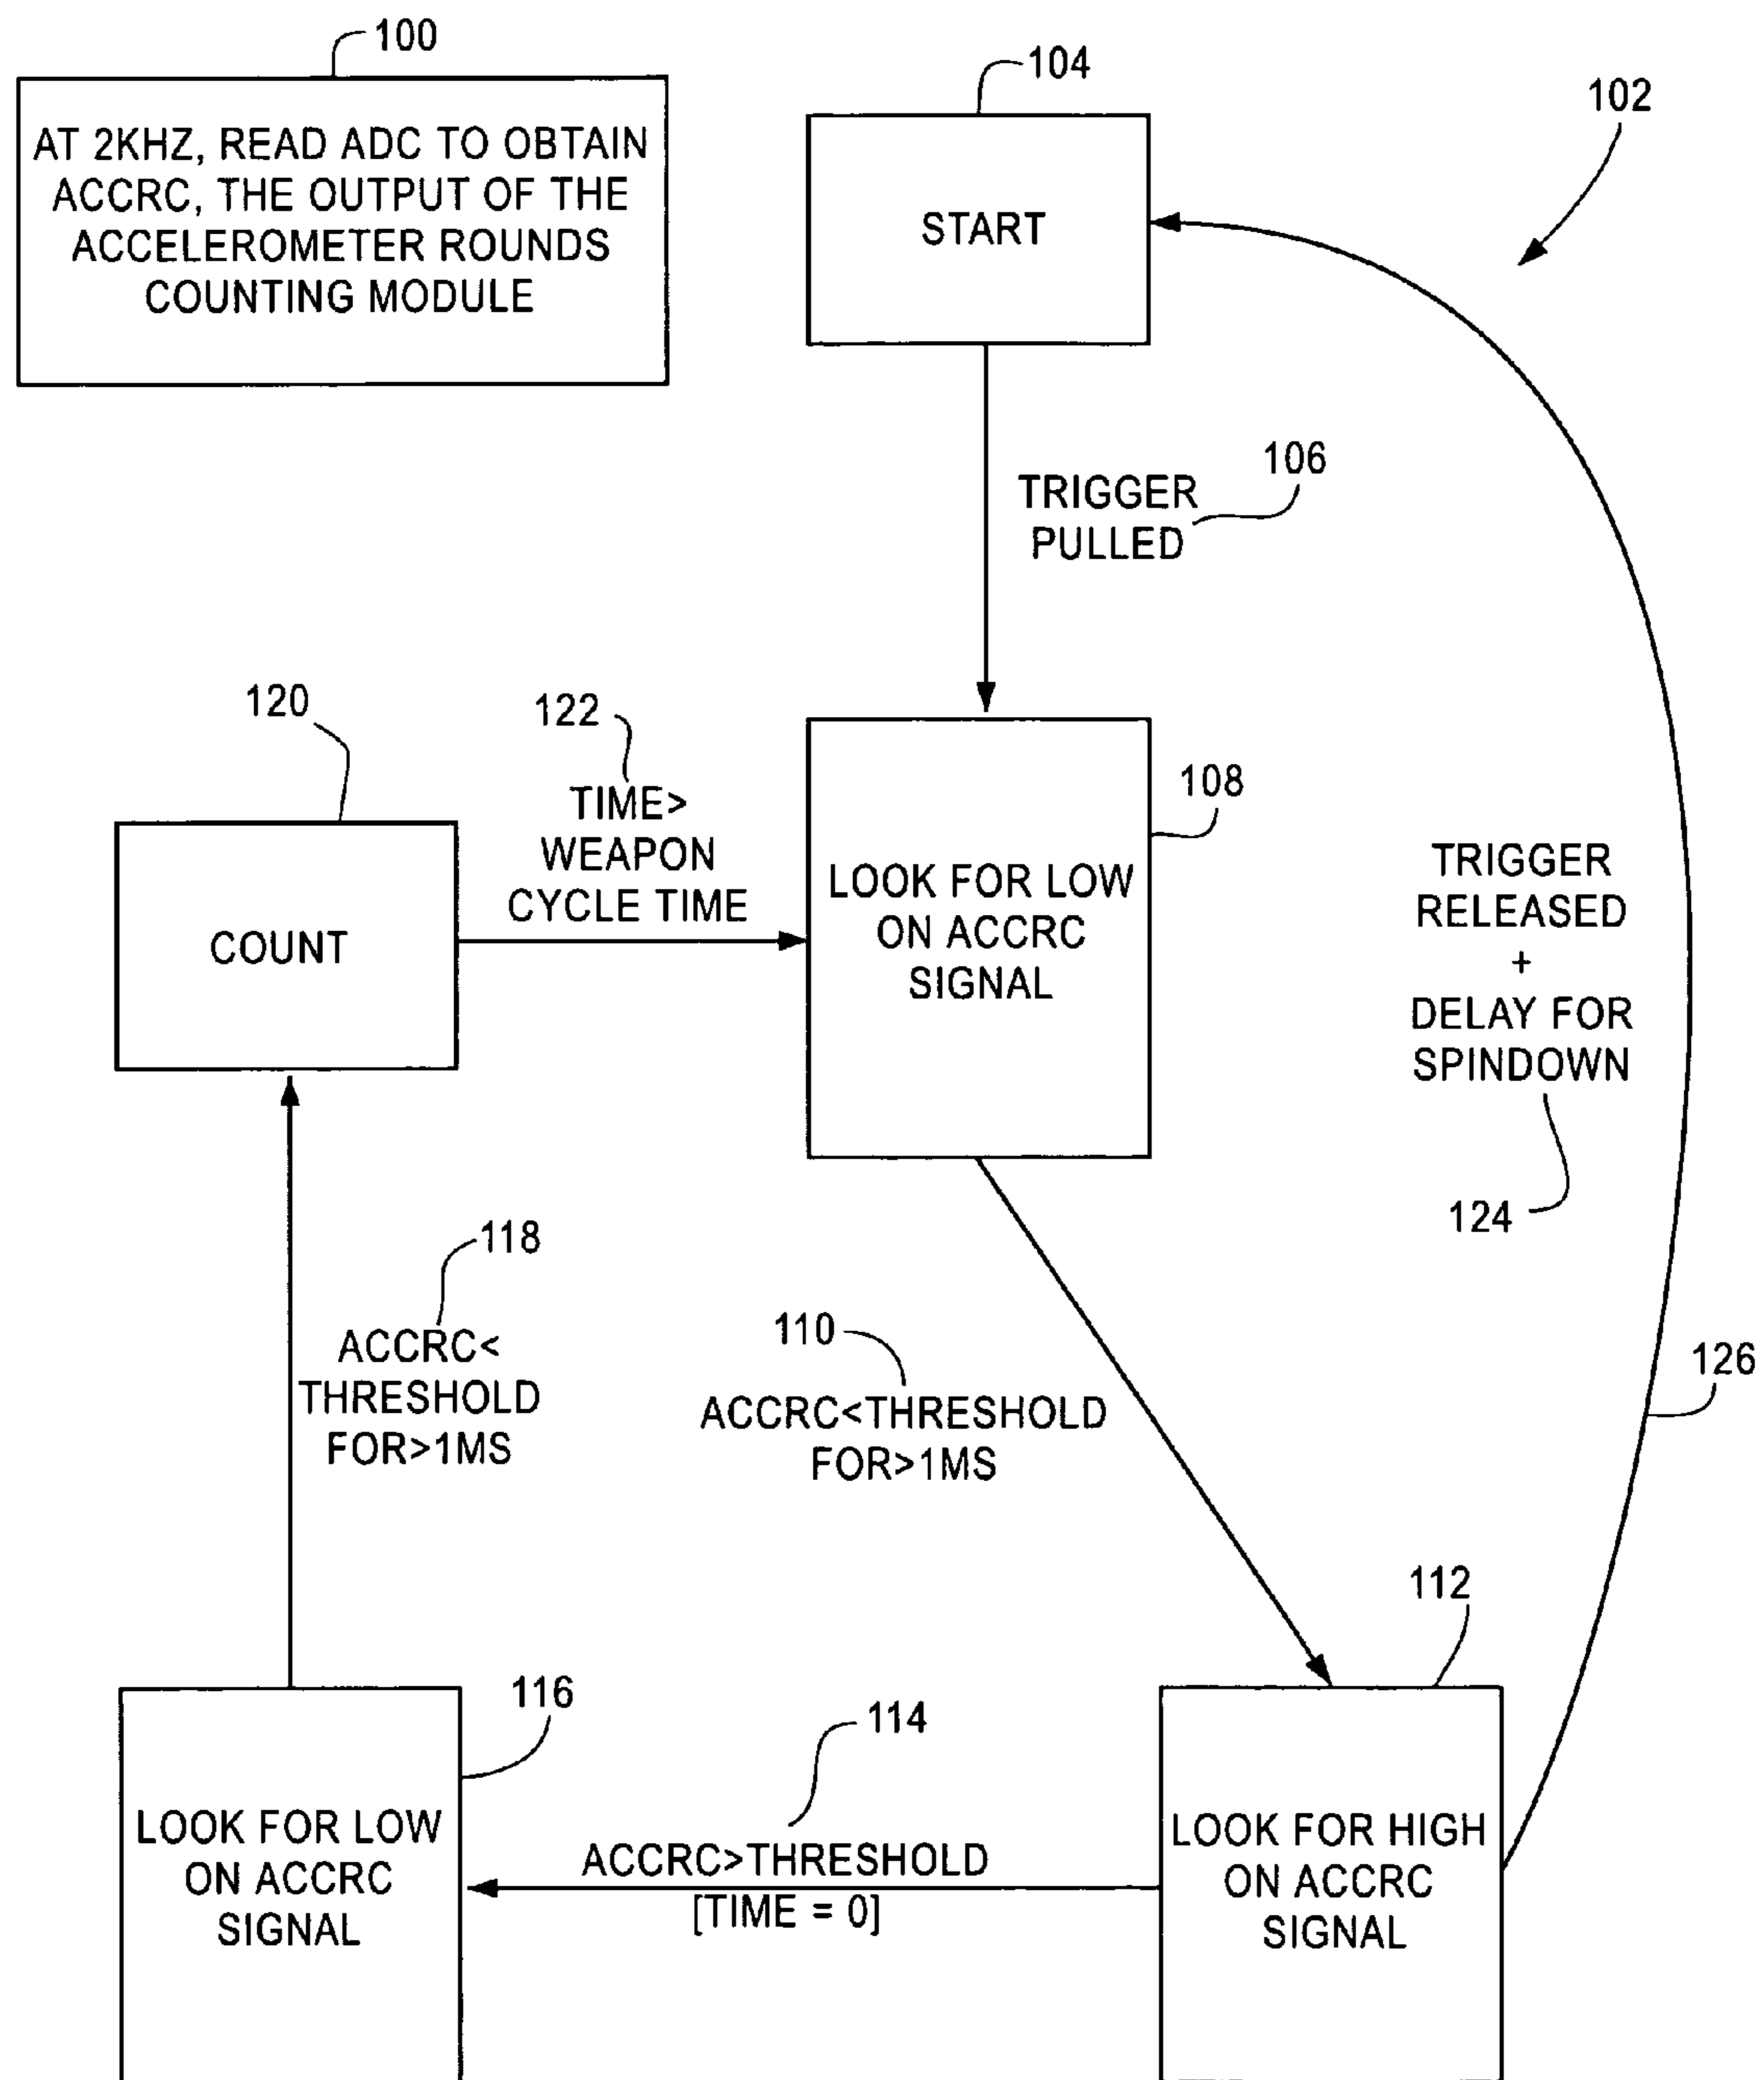 100
AT 2KHZ, READ ADC TO OBTAIN
ACCRC, THE OUTPUT OF THE
ACCELEROMETER ROUNDS
COUNTING MODULE
104
START
102
TRIGGER
PULLED
106
120
COUNT
122
TIME>
WEAPON
CYCLE TIME
108
LOOK FOR LOW
ON ACCRC
SIGNAL
TRIGGER
RELEASED
+
DELAY FOR
SPINDOWN
124
118
ACCRC<
THRESHOLD
FOR>1MS
110
ACCRC<THRESHOLD
FOR>1MS
126
112
116
LOOK FOR LOW
ON ACCRC
SIGNAL
114
ACCRC>THRESHOLD
[TIME = 0]
LOOK FOR HIGH
ON ACCRC
SIGNAL